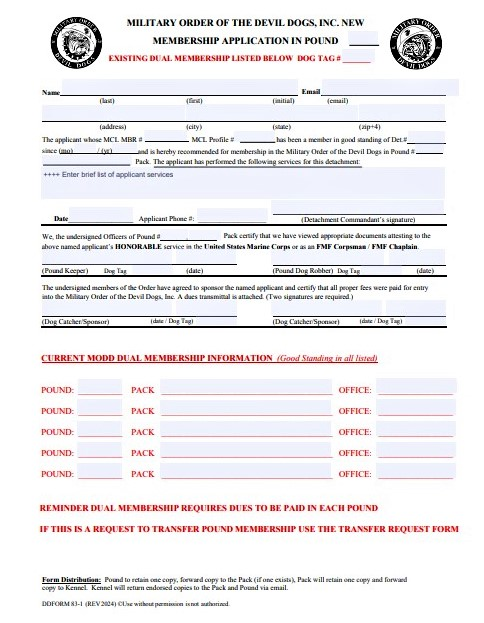 MILITARY ORDER OF THE DEVIL DOGS, INC. NEW
MEMBERSHIP APPLICATION IN POUND
EXISTING DUAL MEMBERSHIP LISTED BELOW DOG TAG #
MILITARY ORDER DEVIL DOGS
MILITARY ORDER DEVIL DOGS
Name Email
(last) (first) (initial) (email)
(address) (city) (state) (zip+4)
The applicant whose MCL MBR # MCL Profile # has been a member in good standing of Det.#
since (mo) / (yr) and is hereby recommended for membership in the Military Order of the Devil Dogs in Pound #
Pack. The applicant has performed the following services for this detachment:
++++ Enter brief list of applicant services
Date Applicant Phone #: (Detachment Commandant's signature)
We, the undersigned Officers of Pound# , Pack certify that we have viewed appropriate documents attesting to the
above named applicant's HONORABLE service in the United States Marine Corps or as an FMF Corpsman / FMF Chaplain.
(Pound Keeper) Dog Tag (date) (Pound Dog Robber) Dog Tag (date)
The undersigned members of the Order have agreed to sponsor the named applicant and certify that all proper fees were paid for entry
into the Military Order of the Devil Dogs, Inc. A dues transmittal is attached. (Two signatures are required.)
(Dog Catcher/Sponsor) (date / Dog Tag) (Dog Catcher/Sponsor) (date / Dog Tag)
CURRENT MODD DUAL MEMBERSHIP INFORMATION (Good Standing in all listed)
POUND: PACK OFFICE:
POUND: PACK OFFICE:
POUND: PACK OFFICE:
POUND: PACK OFFICE:
POUND: PACK OFFICE:
REMINDER DUAL MEMBERSHIP REQUIRES DUES TO BE PAID IN EACH POUND
IF THIS IS A REQUEST TO TRANSFER POUND MEMBERSHIP USE THE TRANSFER REQUEST FORM
Form Distribution: Pound to retain one copy, forward copy to the Pack (if one exists), Pack will retain one copy and forward
copy to Kennel. Kennel will return endorsed copies to the Pack and Pound via email.
DDFORM 83-1 (REV2024) ©Use without permission is not authorized.